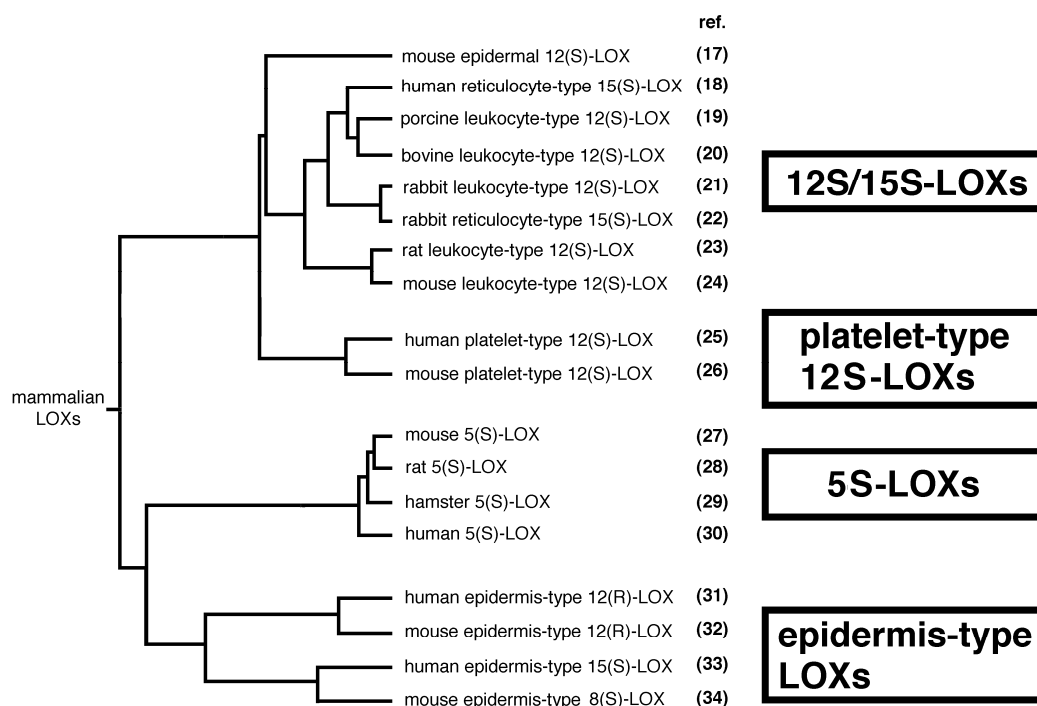 ref.
mouse epidermal 12(S)-LOX (17)
human reticulocyte-type 15(S)-LOX (18)
porcine leukocyte-type 12(S)-LOX (19)
bovine leukocyte-type 12(S)-LOX (20)
rabbit leukocyte-type 12(S)-LOX (21)
rabbit reticulocyte-type 15(S)-LOX (22)
rat leukocyte-type 12(S)-LOX (23)
mouse leukocyte-type 12(S)-LOX (24)
12S/15S-LOXs
human platelet-type 12(S)-LOX (25)
mouse platelet-type 12(S)-LOX (26)
platelet-type
12S-LOXs
mammalian
LOXs
mouse 5(S)-LOX (27)
rat 5(S)-LOX (28)
hamster 5(S)-LOX (29)
human 5(S)-LOX (30)
5S-LOXs
human epidermis-type 12(R)-LOX (31)
mouse epidermis-type 12(R)-LOX (32)
human epidermis-type 15(S)-LOX (33)
mouse epidermis-type 8(S)-LOX (34)
epidermis-type
LOXs